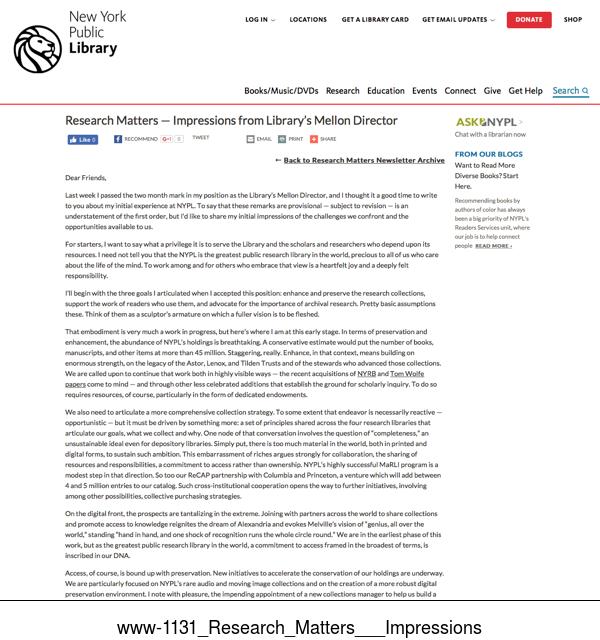 New York
Public
Library
LOG IN
LOCATIONS
GET A LIBRARY CARD
GET EMAIL UPDATES
DONATE
SHOP
Books/Music/DVDs Research Education Events Connect Give Get Help Search
Research Matters — Impressions from Library's Mellon Director
Like 0
RECOMMEND
G+1 0
TWEET
EMAIL
PRINT
SHARE
← Back to Research Matters Newsletter Archive
Dear Friends,
Last week I passed the two month mark in my position as the Library's Mellon Director, and I thought it a good time to write
to you about my initial experience at NYPL. To say that these remarks are provisional — subject to revision — is an
understatement of the first order, but I'd like to share my initial impressions of the challenges we confront and the
opportunities available to us.
For starters, I want to say what a privilege it is to serve the Library and the scholars and researchers who depend upon its
resources. I need not tell you that the NYPL is the greatest public research library in the world, precious to all of us who care
about the life of the mind. To work among and for others who embrace that view is a heartfelt joy and a deeply felt
responsibility.
I'll begin with the three goals I articulated when I accepted this position: enhance and preserve the research collections,
support the work of readers who use them, and advocate for the importance of archival research. Pretty basic assumptions
these. Think of them as a sculptor's armature on which a fuller vision is to be fleshed.
That embodiment is very much a work in progress, but here's where I am at this early stage. In terms of preservation and
enhancement, the abundance of NYPL's holdings is breathtaking. A conservative estimate would put the number of books,
manuscripts, and other items at more than 45 million. Staggering, really. Enhance, in that context, means building on
enormous strength, on the legacy of the Astor, Lenox, and Tilden Trusts and of the stewards who advanced those collections.
We are called upon to continue that work both in highly visible ways — the recent acquisitions of NYRB and Tom Wolfe
papers come to mind — and through other less celebrated additions that establish the ground for scholarly inquiry. To do so
requires resources, of course, particularly in the form of dedicated endowments.
We also need to articulate a more comprehensive collection strategy. To some extent that endeavor is necessarily reactive —
opportunistic — but it must be driven by something more: a set of principles shared across the four research libraries that
articulate our goals, what we collect and why. One node of that conversation involves the question of "completeness," an
unsustainable ideal even for depository libraries. Simply put, there is too much material in the world, both in printed and
digital forms, to sustain such ambition. This embarrassment of riches argues strongly for collaboration, the sharing of
resources and responsibilities, a commitment to access rather than ownership. NYPL's highly successful MaRLI program is a
modest step in that direction. So too our ReCAP partnership with Columbia and Princeton, a venture which will add between
4 and 5 million entries to our catalog. Such cross-institutional cooperation opens the way to further initiatives, involving
among other possibilities, collective purchasing strategies.
On the digital front, the prospects are tantalizing in the extreme. Joining with partners across the world to share collections
and promote access to knowledge reignites the dream of Alexandria and evokes Melville's vision of "genius, all over the
world," standing "hand in hand, and one shock of recognition runs the whole circle round." We are in the earliest phase of this
work, but as the greatest public research library in the world, a commitment to access framed in the broadest of terms, is
inscribed in our DNA.
Access, of course, is bound up with preservation. New initiatives to accelerate the conservation of our holdings are underway.
We are particularly focused on NYPL's rare audio and moving image collections and on the creation of a more robust digital
preservation environment. I note with pleasure, the impending appointment of a new collections manager to help us build a
ASK NYPL >
Chat with a librarian now
FROM OUR BLOGS
Want to Read More
Diverse Books? Start
Here.
Recommending books by
authors of color has always
been a big priority of NYPL's
Readers Services unit, where
our job is to help connect
people READ MORE ›
www-1131_Research_Matters___Impressions